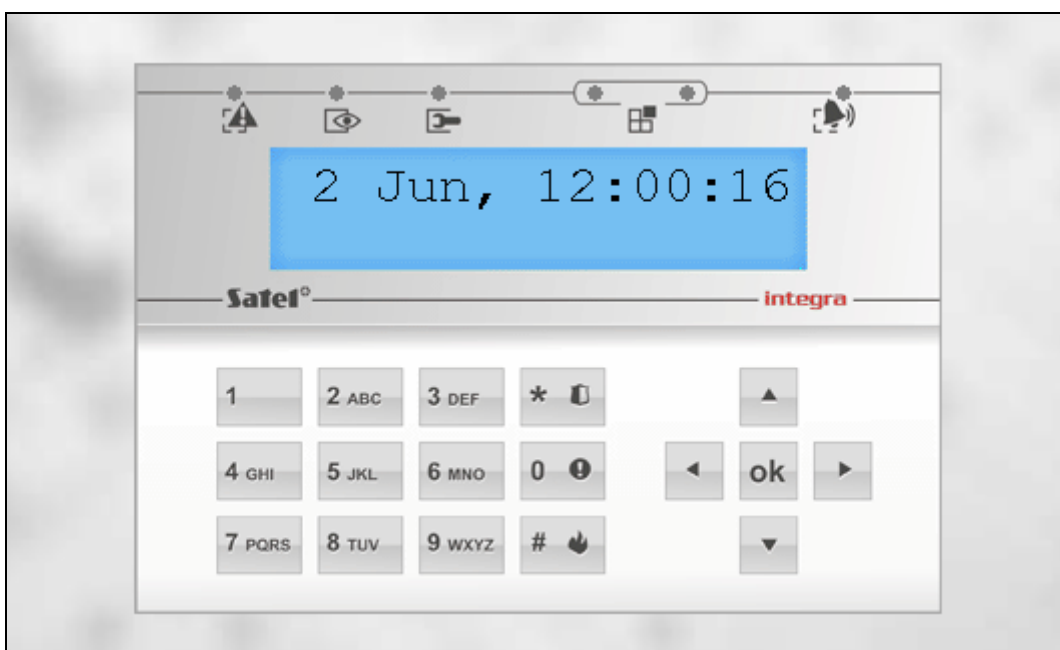 2 Jun, 12:00:16
Satel
integra
1 2 ABC 3 DEF *
4 GHI 5 JKL 6 MNO 0 ok
7 PQRS 8 TUV 9 WXYZ #